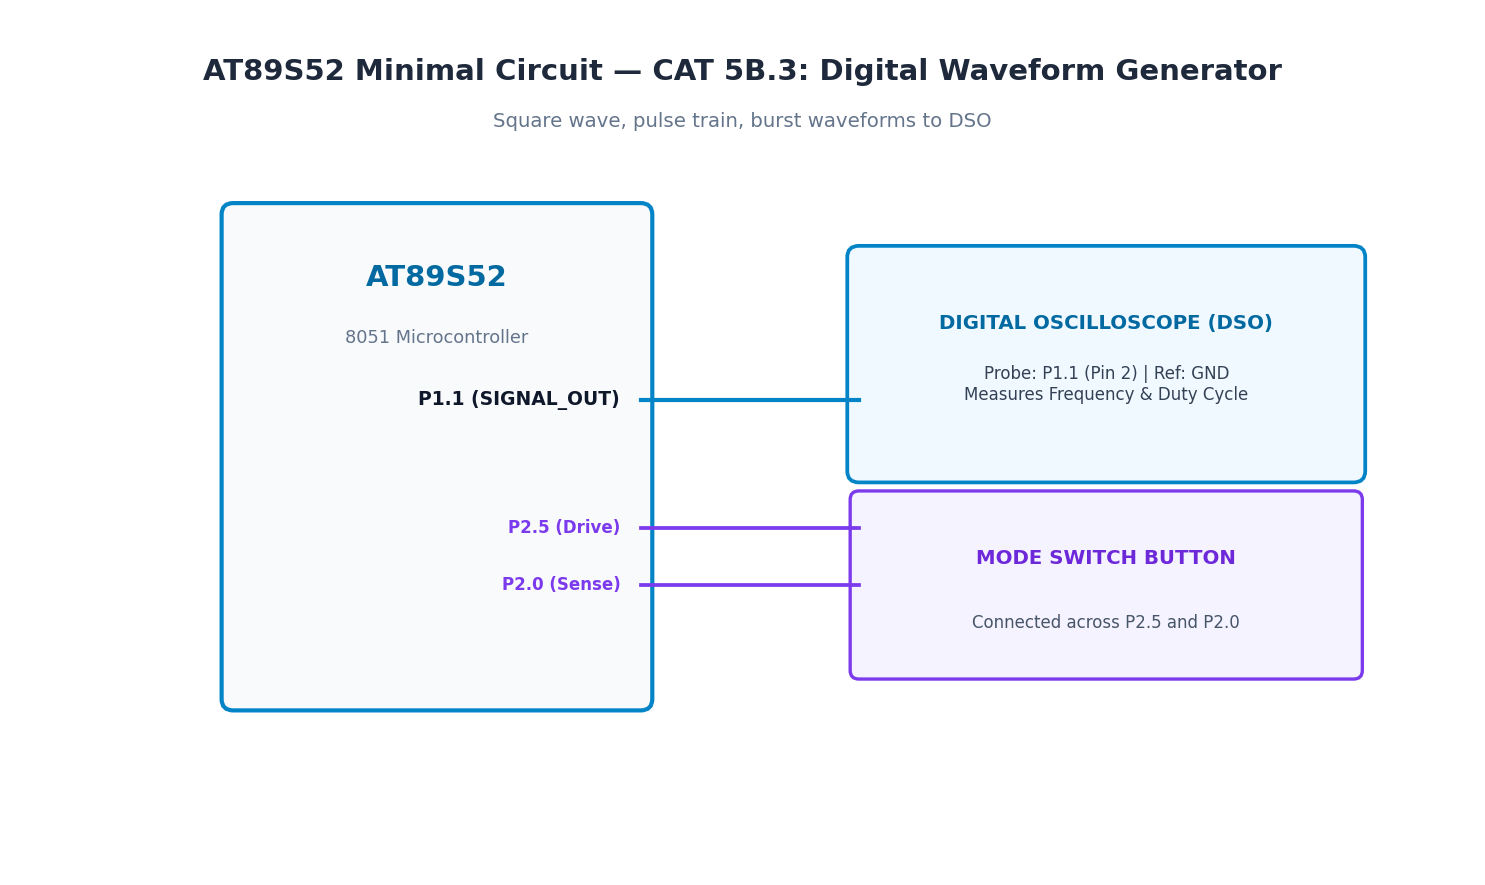 AT89S52 Minimal Circuit — CAT 5B.3: Digital Waveform Generator
Square wave, pulse train, burst waveforms to DSO
AT89S52
8051 Microcontroller
P1.1 (SIGNAL_OUT)
P2.5 (Drive)
P2.0 (Sense)
DIGITAL OSCILLOSCOPE (DSO)
Probe: P1.1 (Pin 2) | Ref: GND
Measures Frequency & Duty Cycle
MODE SWITCH BUTTON
Connected across P2.5 and P2.0